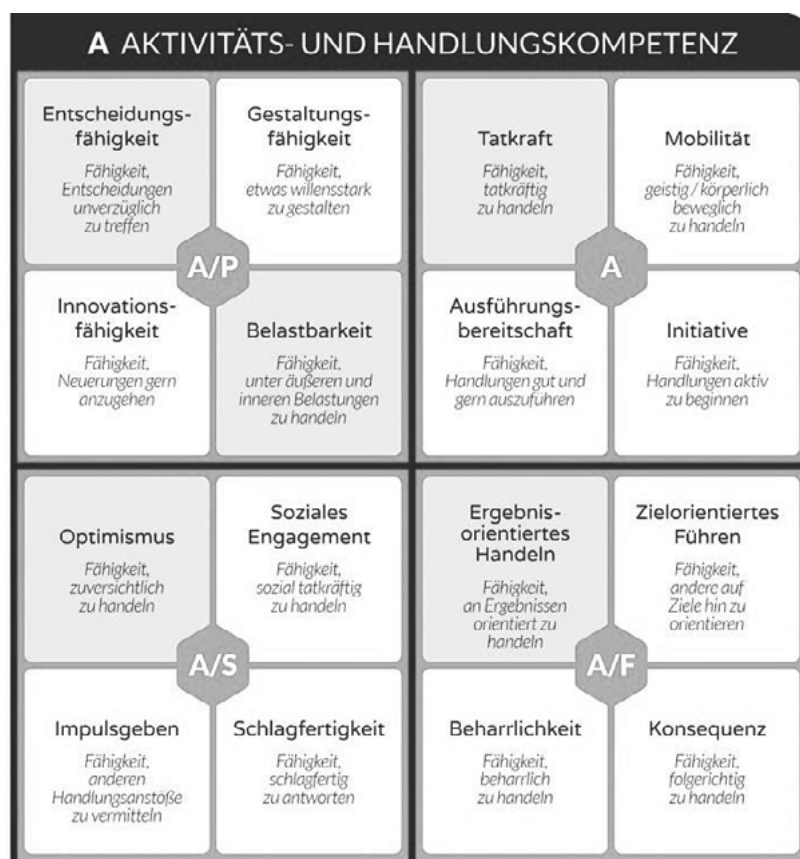 A AKTIVITÄTS- UND HANDLUNGSKOMPETENZ
Entscheidungs-
fähigkeit
Fähigkeit,
Entscheidungen
unverzüglich
zu treffen
Gestaltungs-
fähigkeit
Fähigkeit,
etwas willensstark
zu gestalten
A/P
Innovations-
fähigkeit
Fähigkeit,
Neuerungen gern
anzugehen
Belastbarkeit
Fähigkeit,
unter äußeren und
inneren Belastungen
zu handeln
Tatkraft
Fähigkeit,
tatkräftig
zu handeln
Mobilität
Fähigkeit,
geistig / körperlich
beweglich
zu handeln
A
Ausführungs-
bereitschaft
Fähigkeit,
Handlungen gut und
gern auszuführen
Initiative
Fähigkeit,
Handlungen aktiv
zu beginnen
Optimismus
Fähigkeit,
zuversichtlich
zu handeln
Soziales
Engagement
Fähigkeit,
sozial tatkräftig
zu handeln
A/S
Impulsgeben
Fähigkeit,
anderen
Handlungsanstöße
zu vermitteln
Schlagfertigkeit
Fähigkeit,
schlagfertig
zu antworten
Ergebnis-
orientiertes
Handeln
Fähigkeit,
an Ergebnissen
orientiert zu
handeln
Zielorientiertes
Führen
Fähigkeit,
andere auf
Ziele hin zu
orientieren
A/F
Beharrlichkeit
Fähigkeit,
beharrlich
zu handeln
Konsequenz
Fähigkeit,
folgerichtig
zu handeln